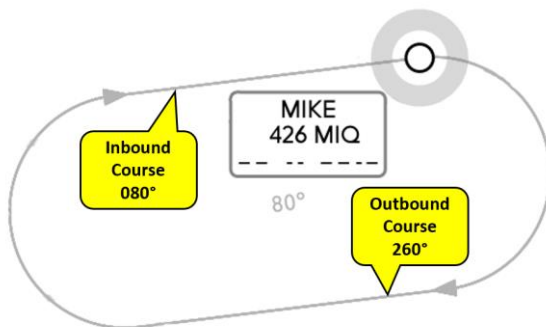 MIKE
426 MIQ
-- ·· --·-
Inbound
Course
080°
80°
Outbound
Course
260°